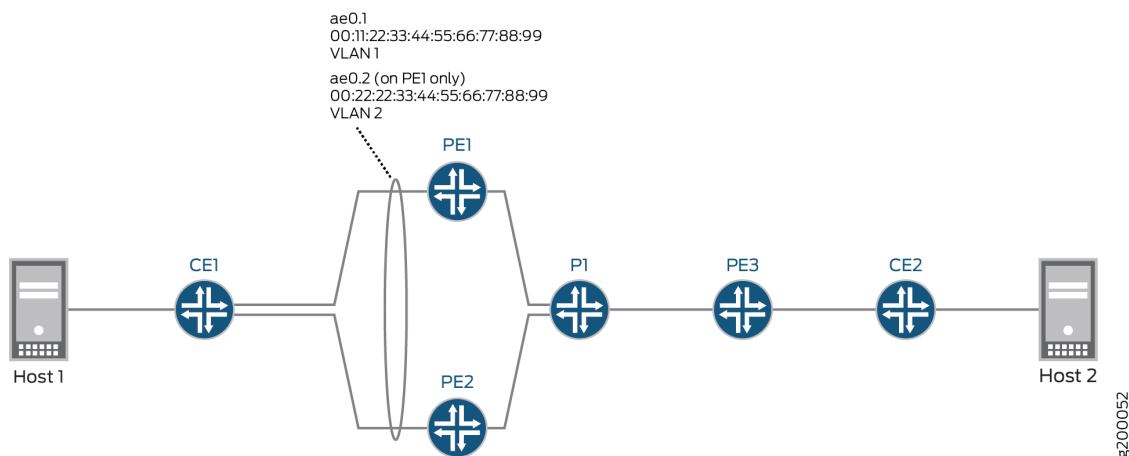 ae0.1
00:11:22:33:44:55:66:77:88:99
VLAN 1
ae0.2 (on PE1 only)
00:22:22:33:44:55:66:77:88:99
VLAN 2
PE1
CE1
P1
PE3
CE2
Host 1
PE2
Host 2
g200052